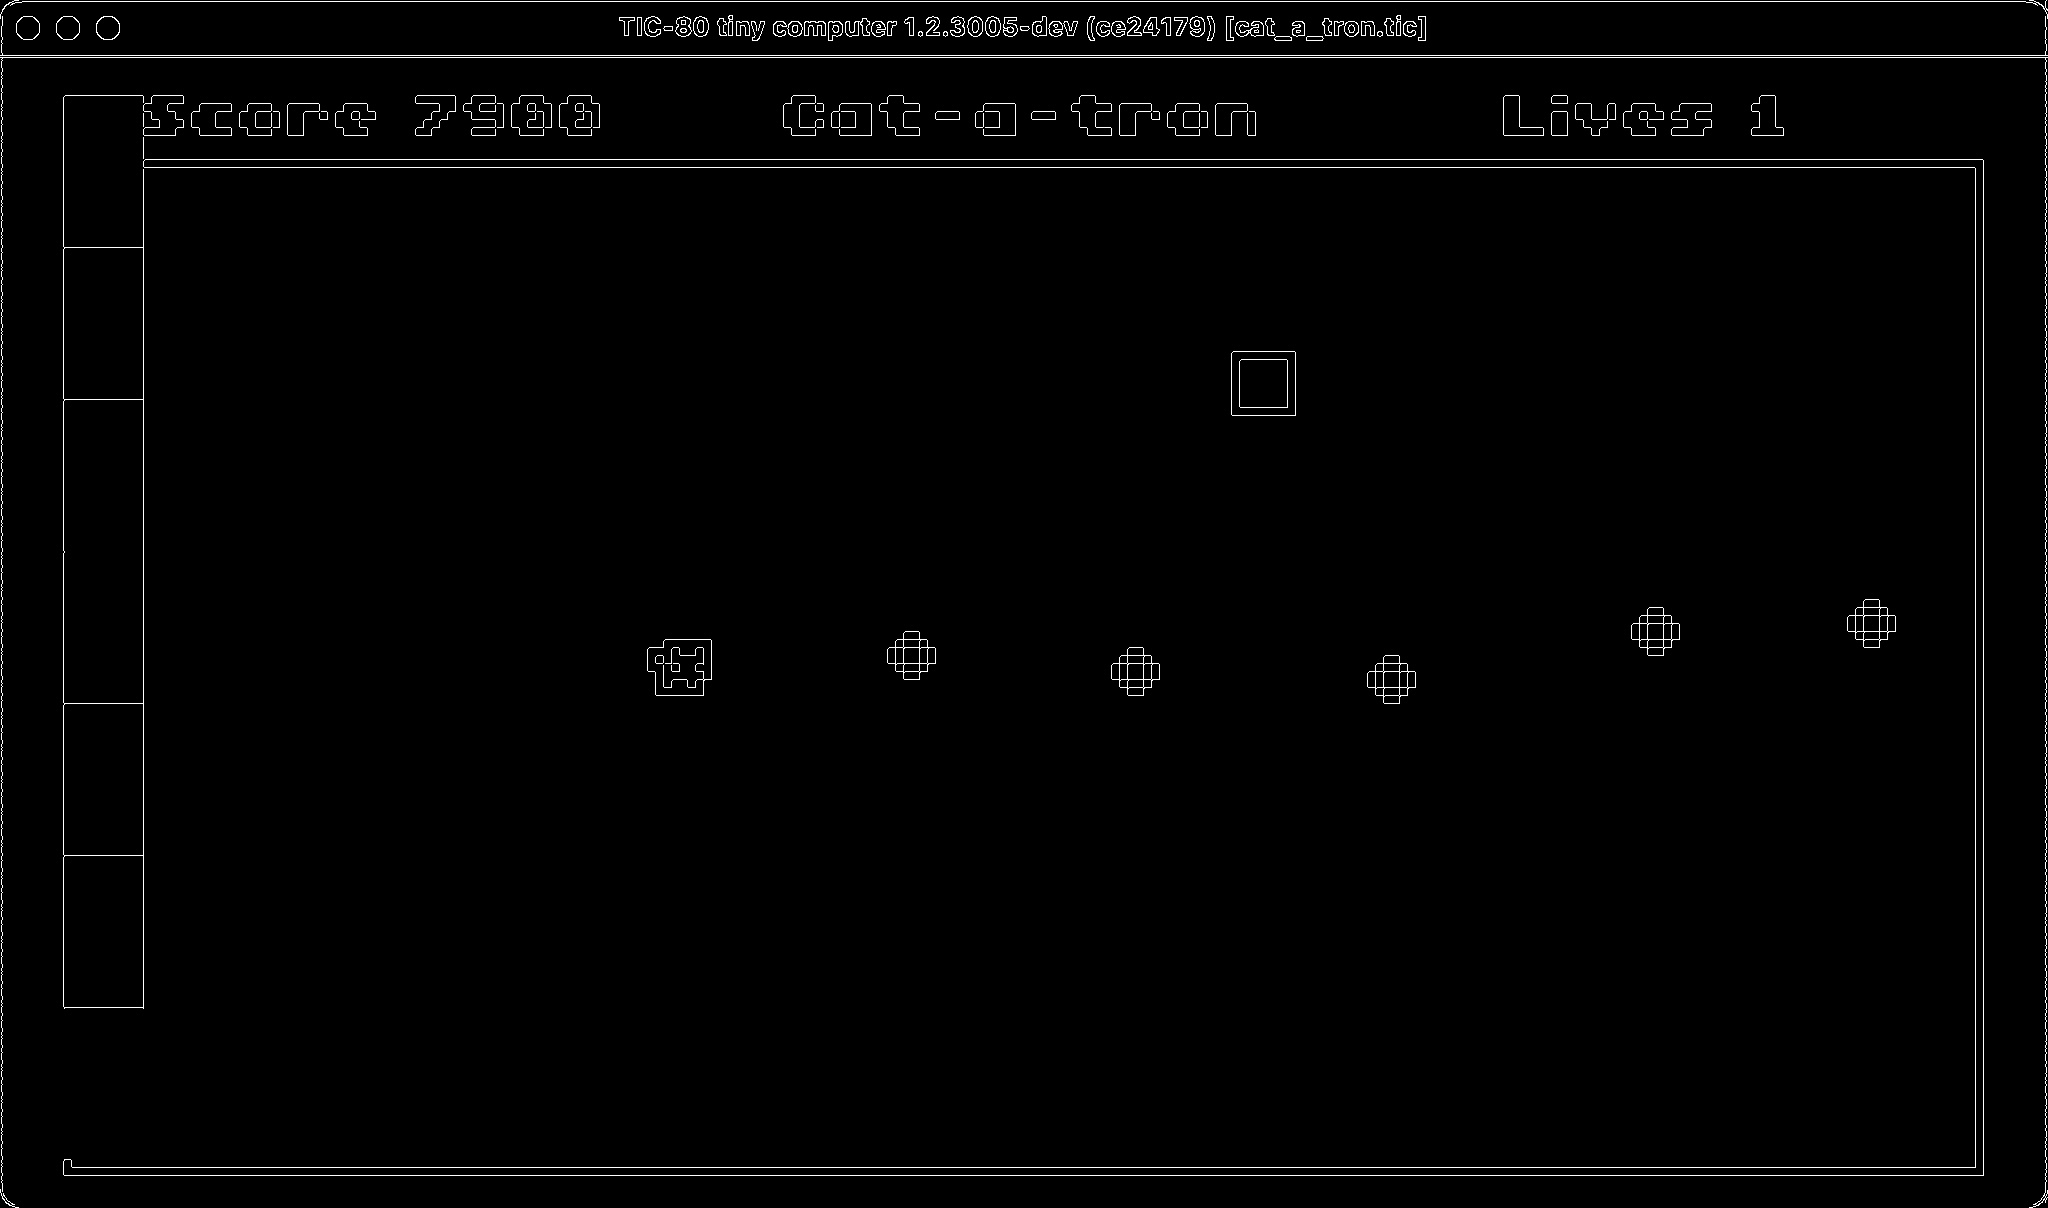 TIC-80 tiny computer 1.2.3005-dev (ce24179) [cat_a_tron.tic]
Score 7900 Cat-a-tron Lives 1